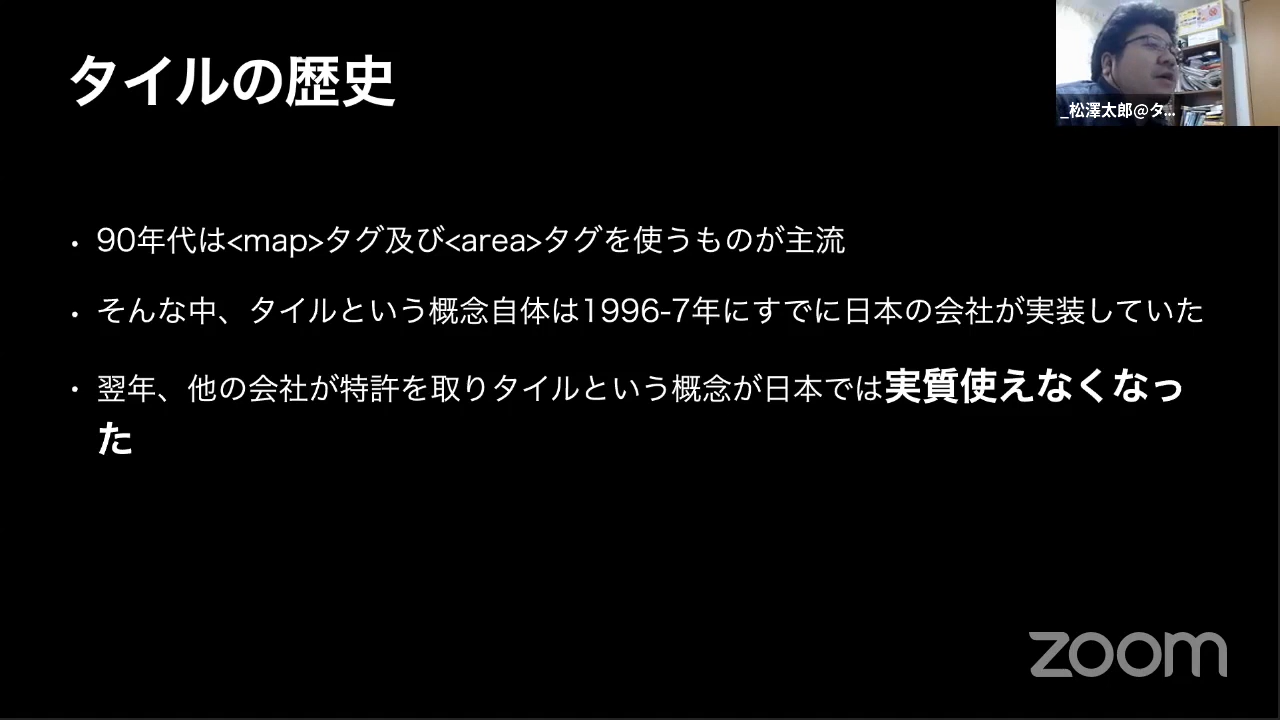 タイルの歴史
_松澤太郎@タ...
・90年代は<map>タグ及び<area>タグを使うものが主流
・そんな中、タイルという概念自体は1996-7年にすでに日本の会社が実装していた
・翌年、他の会社が特許を取りタイルという概念が日本では実質使えなくなっ
た
zoom